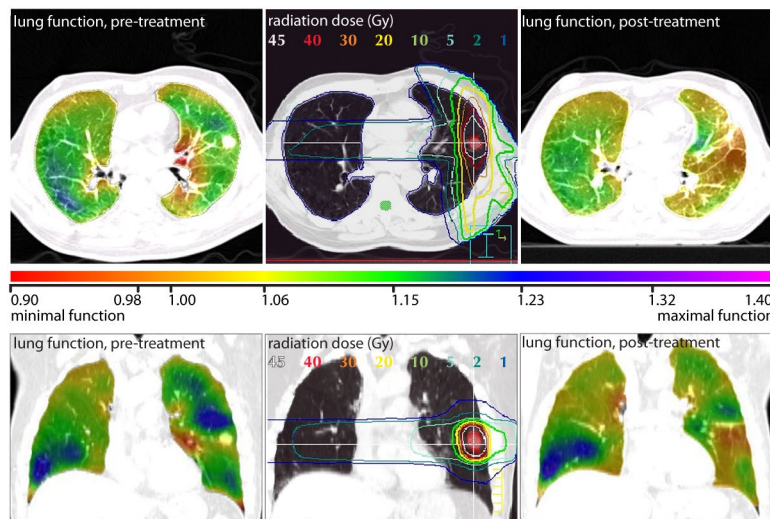 lung function, pre-treatment
radiation dose (Gy)
45 40 30 20 10 5 2 1
lung function, post-treatment
0.90 0.98 1.00 1.06 1.15 1.23 1.32 1.40
minimal function maximal function
lung function, pre-treatment
radiation dose (Gy)
45 40 30 20 10 5 2 1
lung function, post-treatment